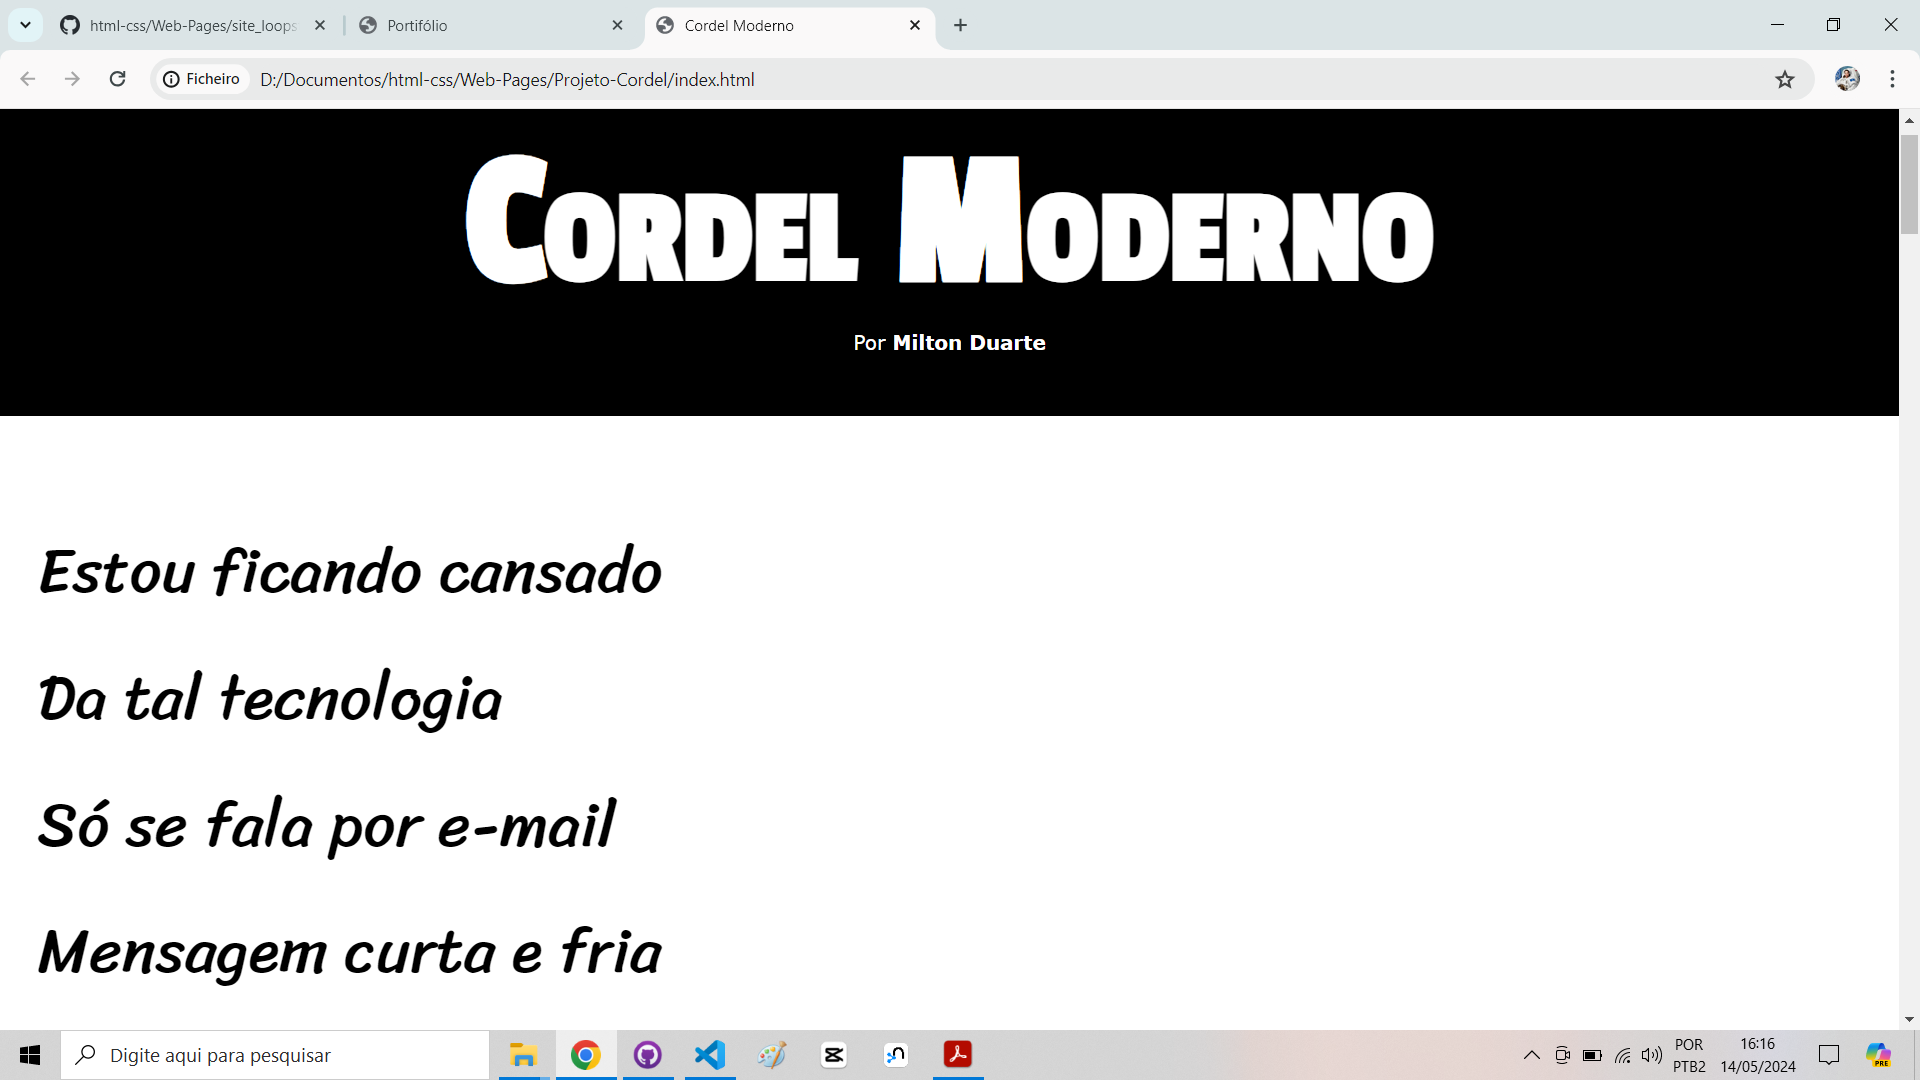 html-css/Web-Pages/site_loops
Portifólio
Cordel Moderno
Ficheiro
D:/Documentos/html-css/Web-Pages/Projeto-Cordel/index.html
Cordel Moderno
Por Milton Duarte
Estou ficando cansado
Da tal tecnologia
Só se fala por e-mail
Mensagem curta e fria
Digite aqui para pesquisar
POR
PTB2
16:16
14/05/2024
PRE